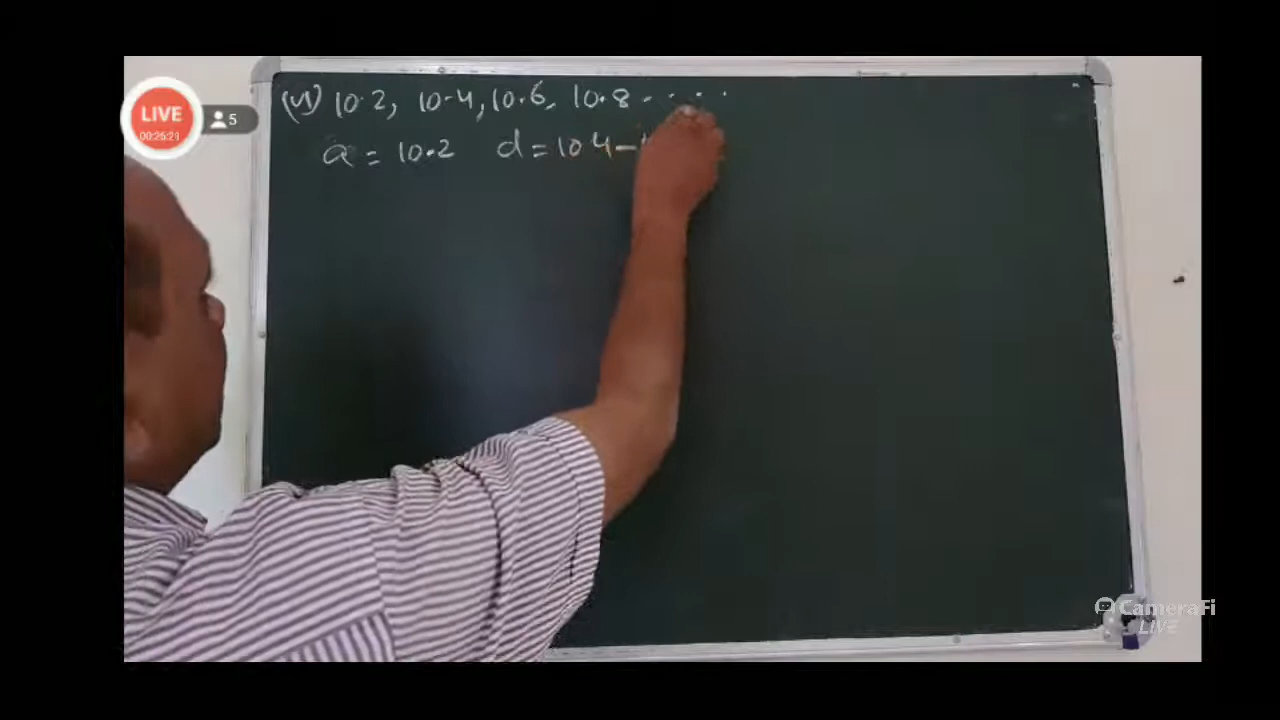 LIVE
00:25:21
5
(vi) 10.2, 10.4, 10.6, 10.8 .....
a = 10.2 d = 10.4 -
CameraFi
LIVE